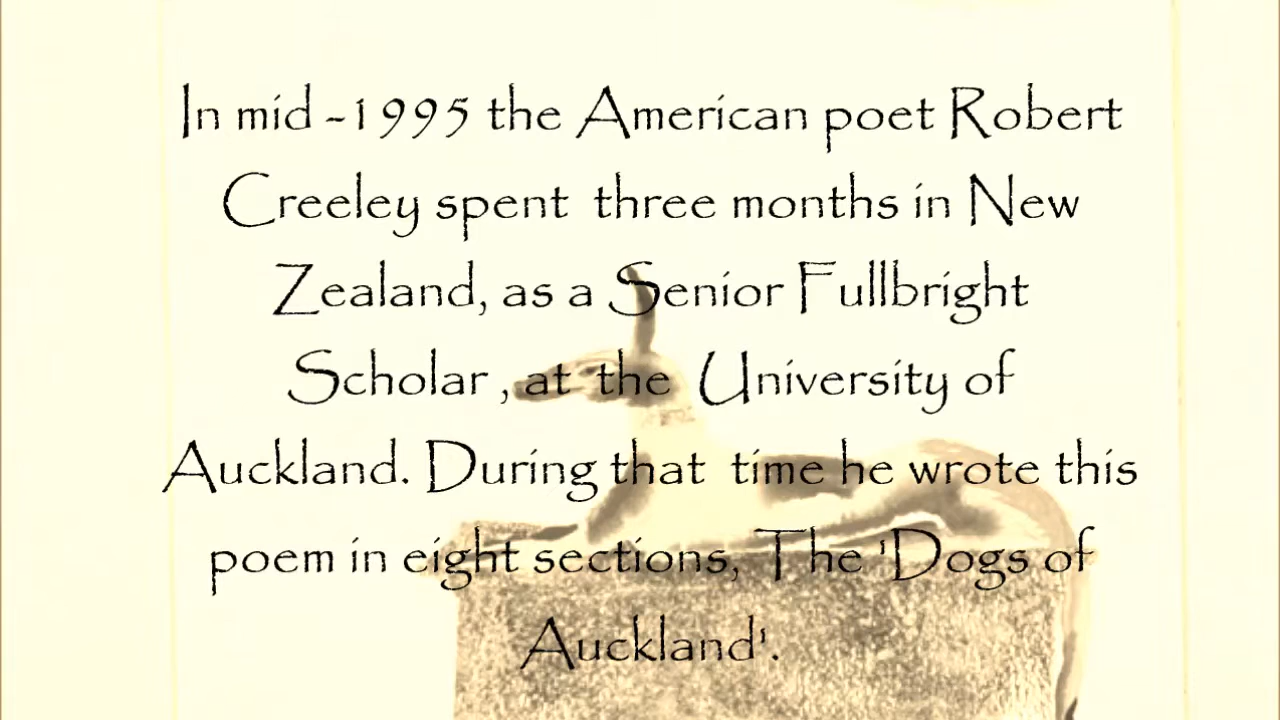 In mid -1995 the American poet Robert
Creeley spent three months in New
Zealand, as a Senior Fullbright
Scholar , at the University of
Auckland. During that time he wrote this
poem in eight sections, The 'Dogs of
Auckland'.